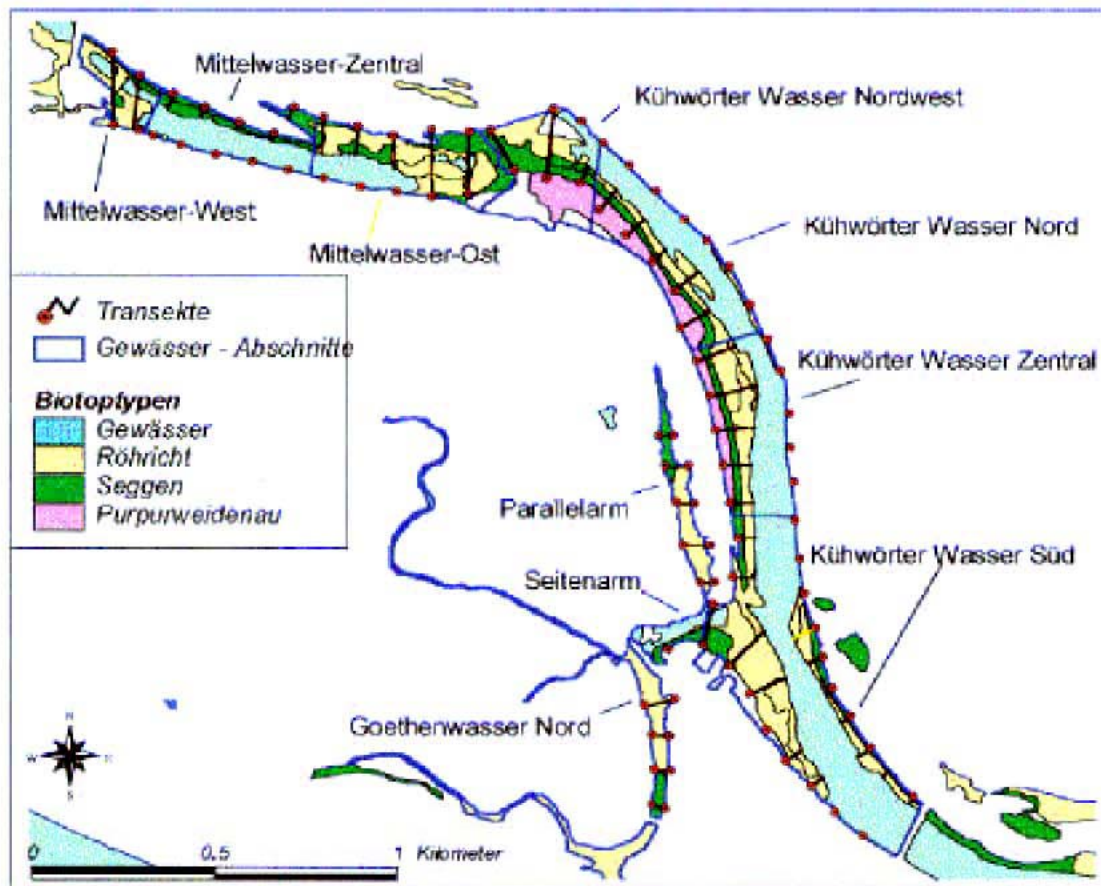 Mittelwasser-Zentral
Kühwörter Wasser Nordwest
Mittelwasser-West
Kühwörter Wasser Nord
Mittelwasser-Ost
Transekte
Gewässer - Abschnitte
Kühwörter Wasser Zentral
Biotoptypen
Gewässer
Röhricht
Seggen
Purpurweidenau
Parallelarm
Seitenarm
Kühwörter Wasser Süd
Goethenwasser Nord
N
W
S
0 0,5 1 Kilometer